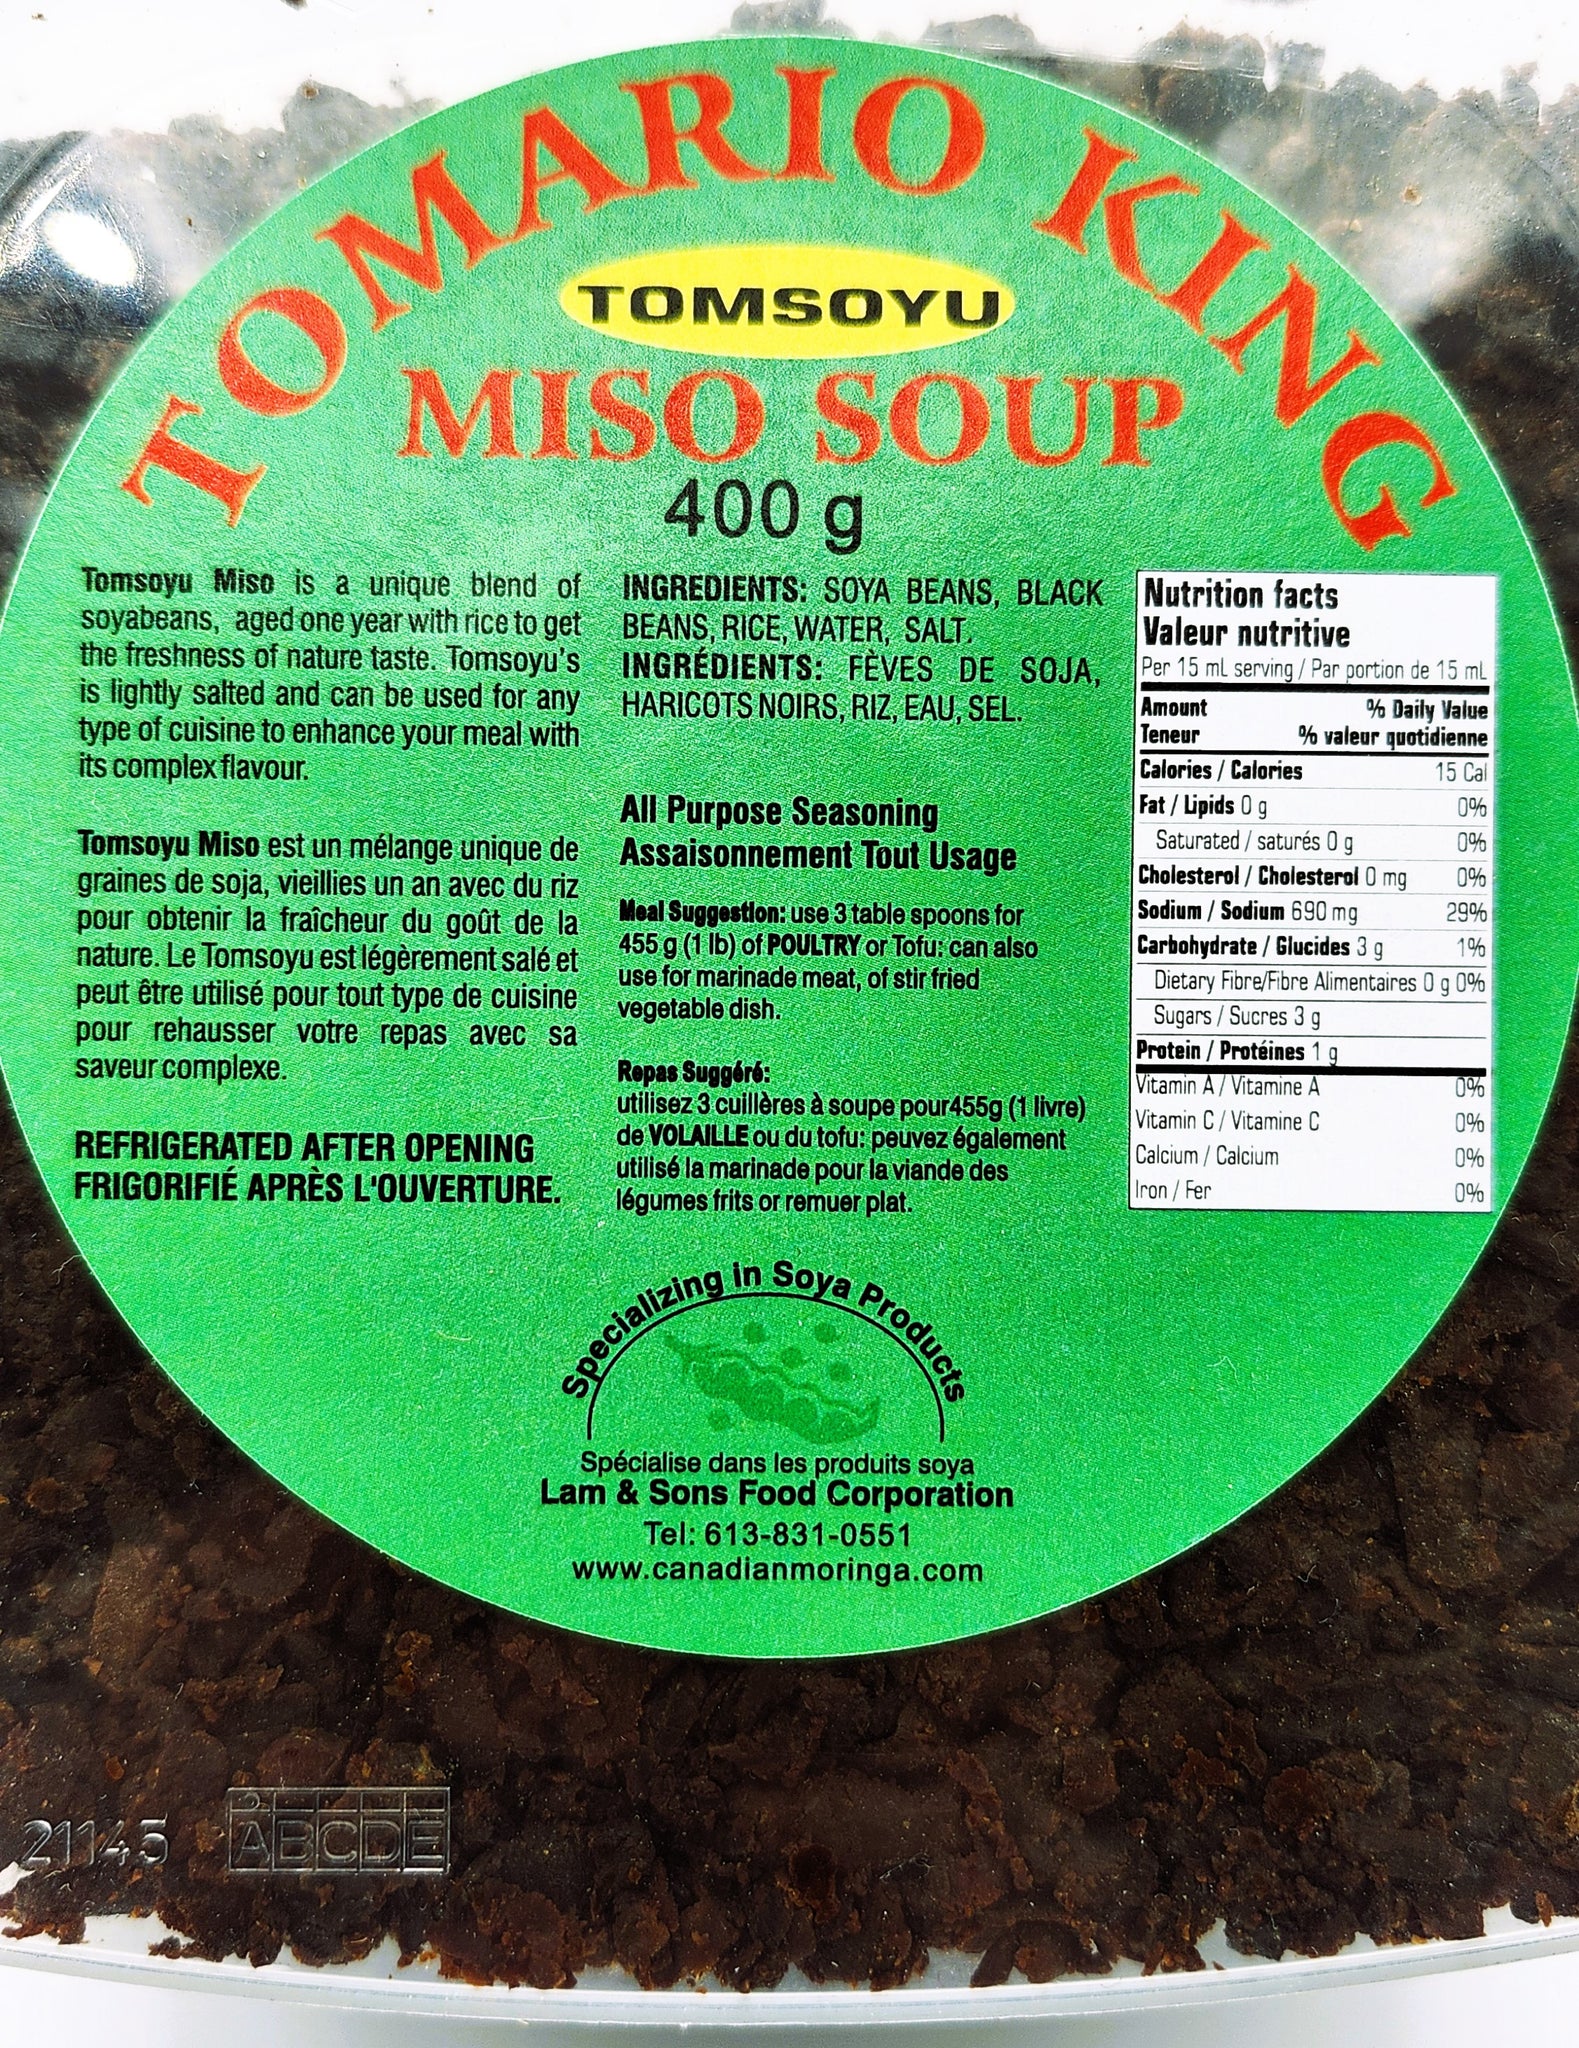 TOMARIO KING
TOMSOYU
MISO SOUP
400 g
Tomsoyu Miso is a unique blend of
soyabeans, aged one year with rice to get
the freshness of nature taste. Tomsoyu's
is lightly salted and can be used for any
type of cuisine to enhance your meal with
its complex flavour.
Tomsoyu Miso est un mélange unique de
graines de soja, vieillies un an avec du riz
pour obtenir la fraîcheur du goût de la
nature. Le Tomsoyu est légèrement salé et
peut être utilisé pour tout type de cuisine
pour rehausser votre repas avec sa
saveur complexe.
REFRIGERATED AFTER OPENING
FRIGORIFIÉ APRÈS L'OUVERTURE.
INGREDIENTS: SOYA BEANS, BLACK
BEANS, RICE, WATER, SALT.
INGRÉDIENTS: FÈVES DE SOJA,
HARICOTS NOIRS, RIZ, EAU, SEL.
All Purpose Seasoning
Assaisonnement Tout Usage
Meal Suggestion: use 3 table spoons for
455 g (1 lb) of POULTRY or Tofu: can also
use for marinade meat, of stir fried
vegetable dish.
Repas Suggéré:
utilisez 3 cuillères à soupe pour455g (1 livre)
de VOLAILLE ou du tofu: peuvez également
utilisé la marinade pour la viande des
légumes frits or remuer plat.
Nutrition facts
Valeur nutritive
Per 15 mL serving / Par portion de 15 mL
Amount % Daily Value
Teneur % valeur quotidienne
Calories / Calories 15 Cal
Fat / Lipids 0 g 0%
Saturated / saturés 0 g 0%
Cholesterol / Cholesterol 0 mg 0%
Sodium / Sodium 690 mg 29%
Carbohydrate / Glucides 3 g 1%
Dietary Fibre/Fibre Alimentaires 0 g 0%
Sugars / Sucres 3 g
Protein / Protéines 1 g
Vitamin A / Vitamine A 0%
Vitamin C / Vitamine C 0%
Calcium / Calcium 0%
Iron / Fer 0%
Specializing in Soya Products
Spécialise dans les produits soya
Lam & Sons Food Corporation
Tel: 613-831-0551
www.canadianmoringa.com
21145 ABCDE